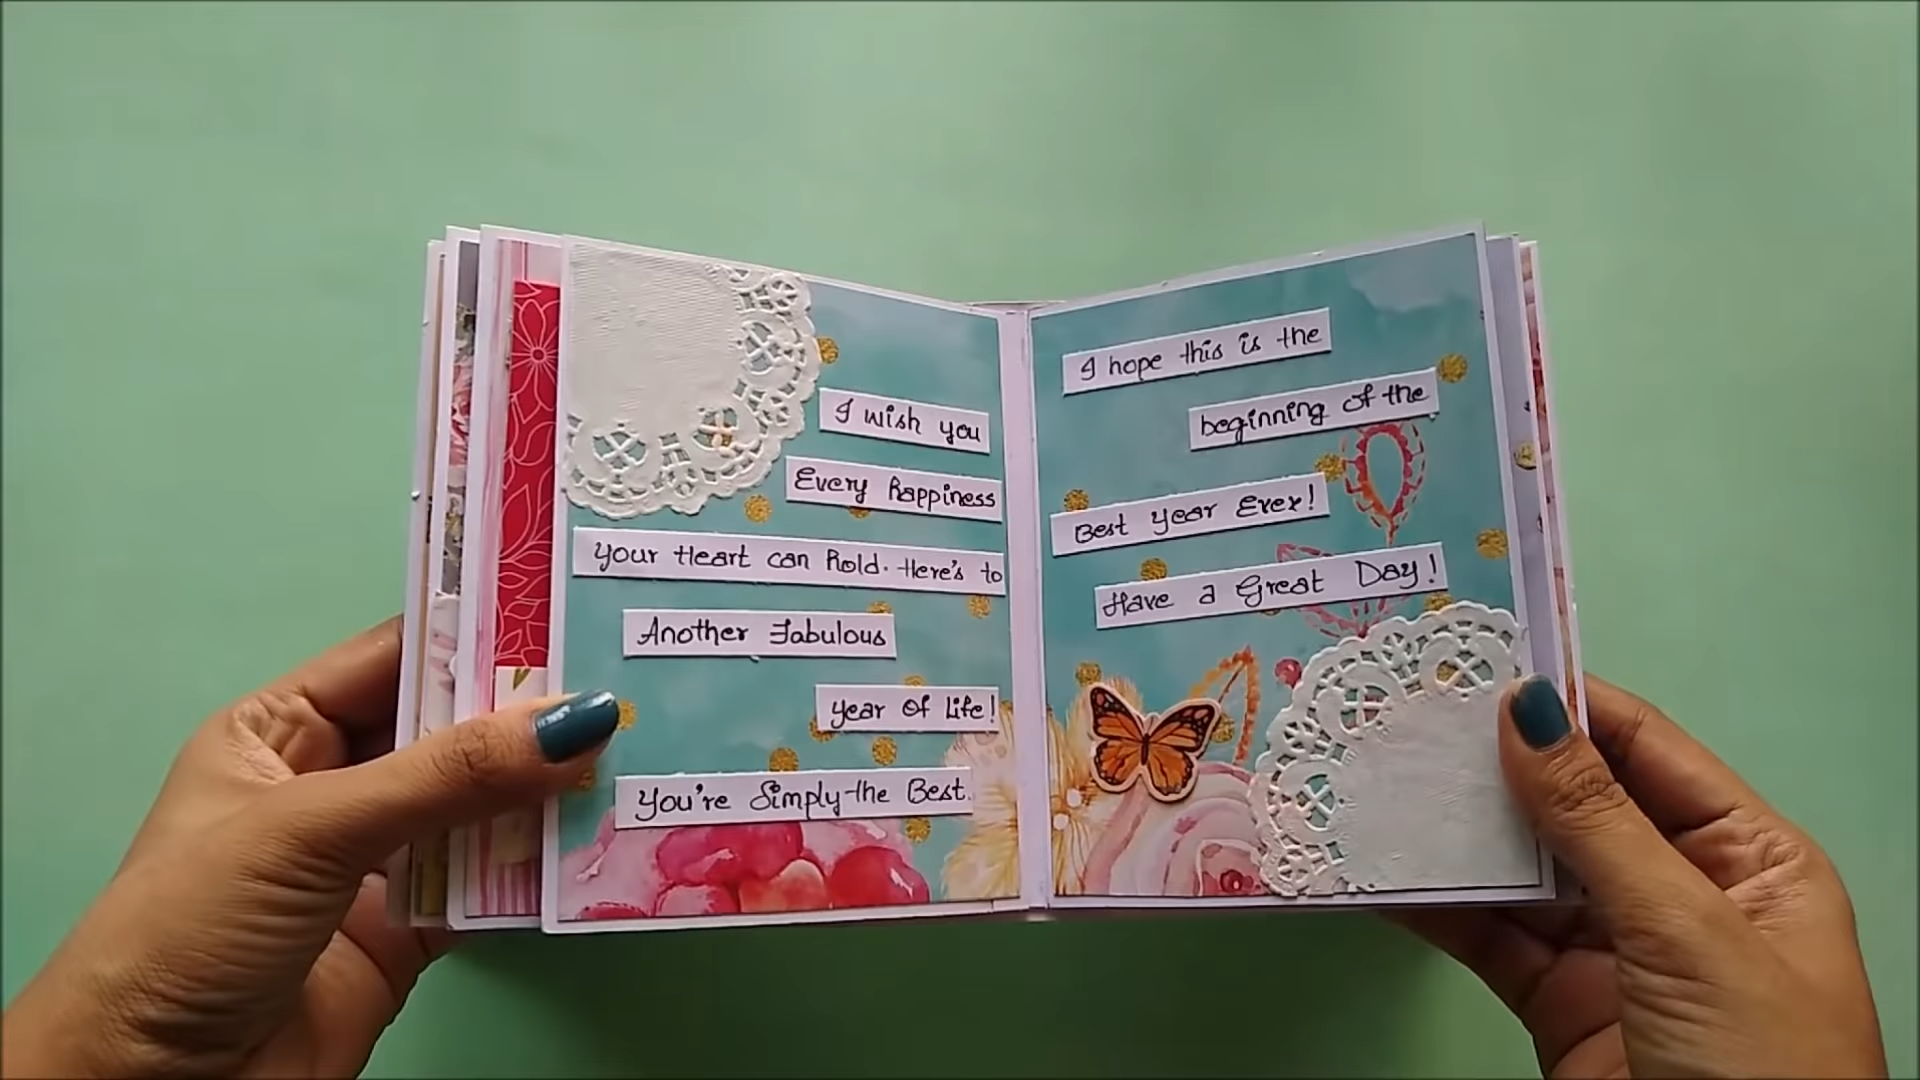 I wish you
Every happiness
your Heart can hold. Here's to
Another Fabulous
year of life!
You're Simply the Best.
I hope this is the
beginning of the
Best year Ever!
Have a Great Day!